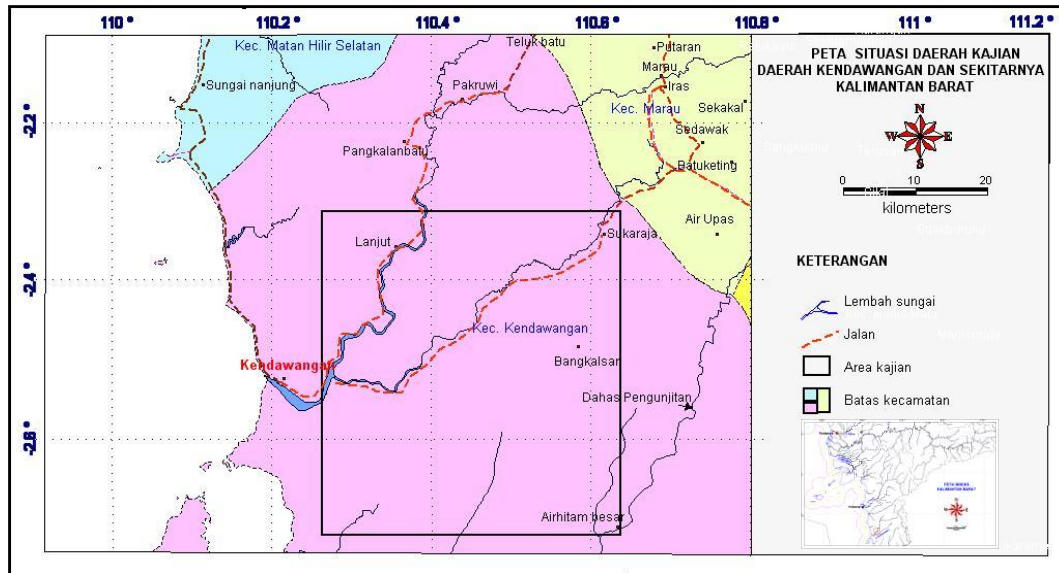 110° 110.2° 110.4° 110.6° 110.8° 111° 111.2°
-2.2°
-2.4°
-2.6°
Kec. Matan Hilir Selatan
Sungai nanjung
Teluk batu
Pakruwi
Pangkalanbatu
Putaran
Marau
Iras
Kec. Marau
Sekakal
Sedawak
Batuketing
Air Upas
Sukaraja
Lanjut
Kec. Kendawangan
Bangkalsar
Kendawangan
Dahas Pengunjitan
Airhitam besar
PETA SITUASI DAERAH KAJIAN
DAERAH KENDAWANGAN DAN SEKITARNYA
KALIMANTAN BARAT
N
W E
S
0 10 20
kilometers
KETERANGAN
Lembah sungai
Jalan
Area kajian
Batas kecamatan